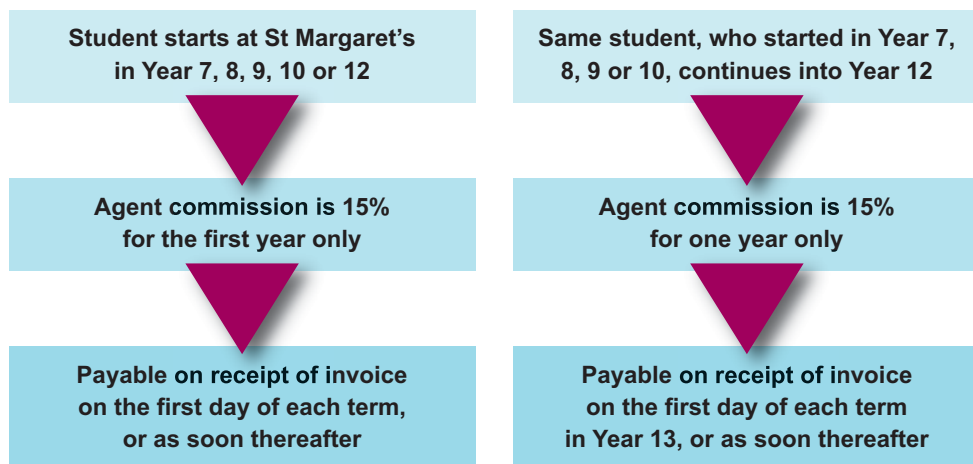 Student starts at St Margaret's
in Year 7, 8, 9, 10 or 12
Agent commission is 15%
for the first year only
Payable on receipt of invoice
on the first day of each term,
or as soon thereafter
Same student, who started in Year 7,
8, 9 or 10, continues into Year 12
Agent commission is 15%
for one year only
Payable on receipt of invoice
on the first day of each term
in Year 13, or as soon thereafter